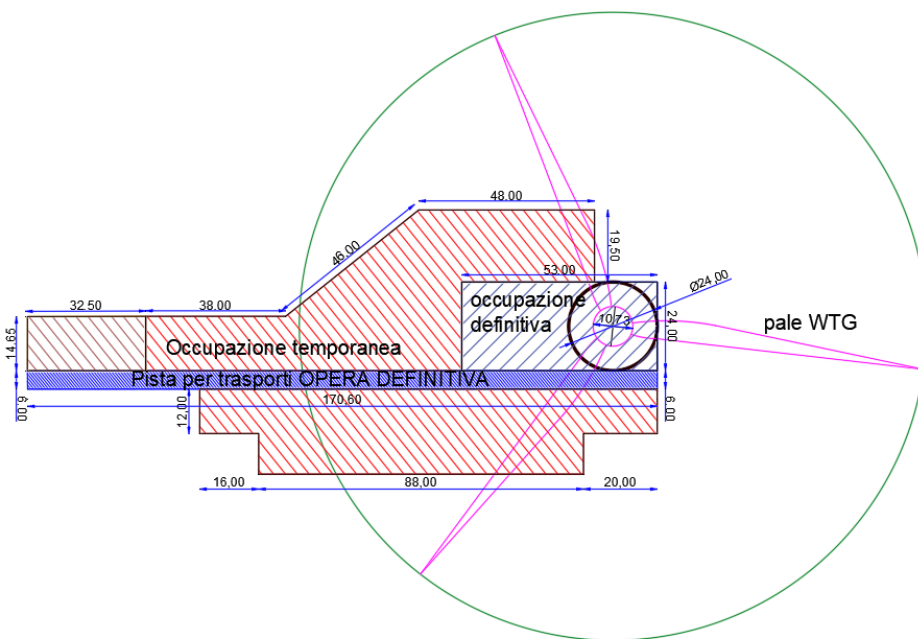 48.00
19,50
46,00
53.00
Ø24,00
32.50
38.00
occupazione
definitiva
10,73
24,00
pale WTG
14.65
Occupazione temporanea
Pista per trasporti OPERA DEFINITIVA
6,00
170,60
6,00
12,00
16,00
88,00
20,00